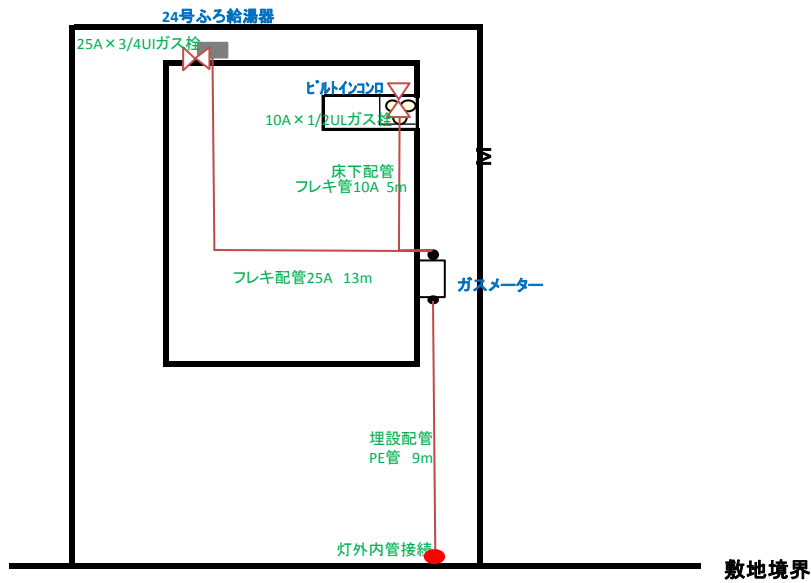 24号ふろ給湯器
25A×3/4UIガス栓
ﾋﾞﾙﾄインコンロ
10A×1/2ULガス栓
床下配管
フレキ管10A 5m
M
フレキ配管25A 13m
ガスメーター
埋設配管
PE管 9m
灯外内管接続
敷地境界